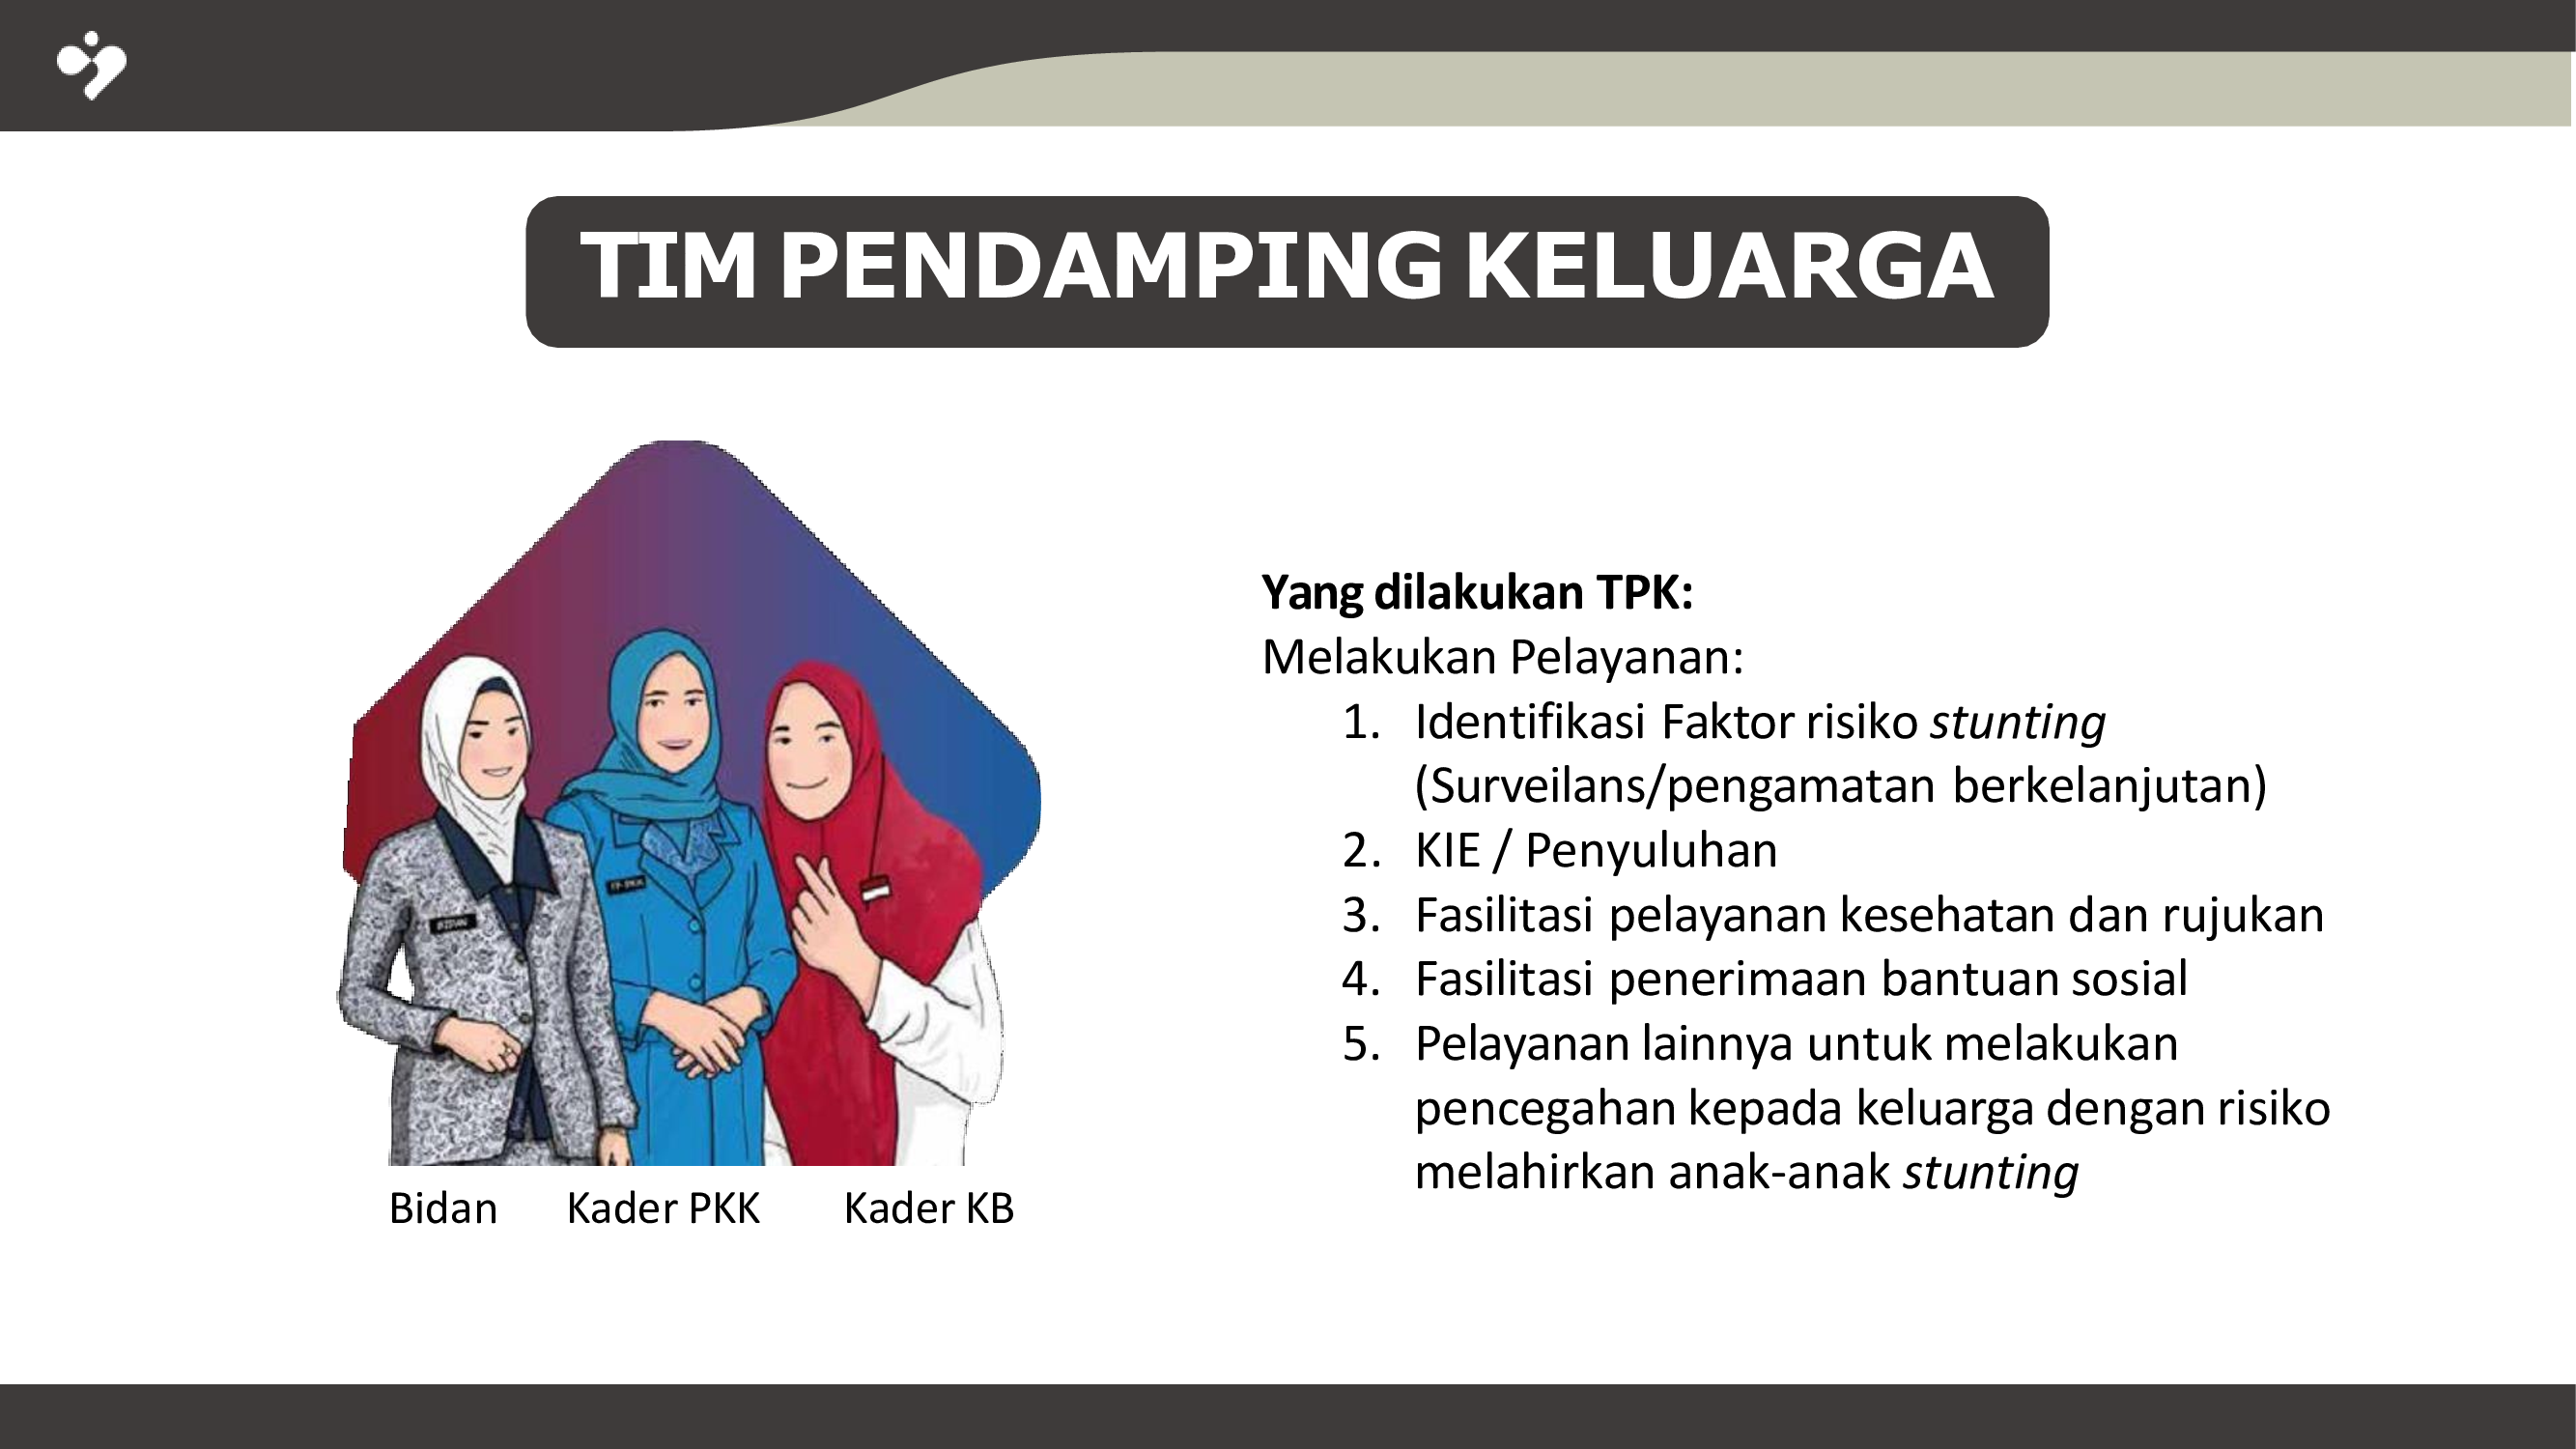 TIM PENDAMPING KELUARGA
Yang dilakukan TPK:
Melakukan Pelayanan:
1. Identifikasi Faktor risiko stunting
(Surveilans/pengamatan berkelanjutan)
2. KIE / Penyuluhan
3. Fasilitasi pelayanan kesehatan dan rujukan
4. Fasilitasi penerimaan bantuan sosial
5. Pelayanan lainnya untuk melakukan
pencegahan kepada keluarga dengan risiko
melahirkan anak-anak stunting
Bidan Kader PKK Kader KB